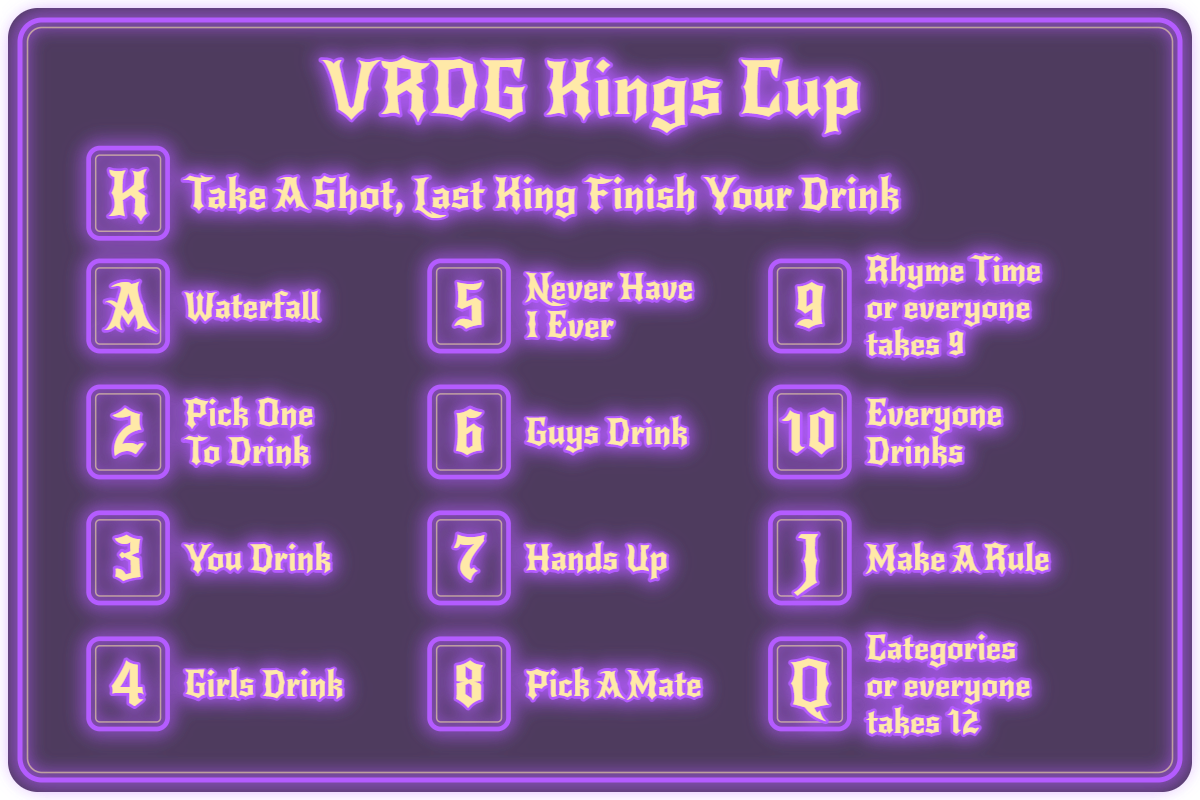 VRDG Kings Cup
K
Take A Shot, Last King Finish Your Drink
A
Waterfall
2
Pick One
To Drink
3
You Drink
4
Girls Drink
5
Never Have
I Ever
6
Guys Drink
7
Hands Up
8
Pick A Mate
9
Rhyme Time
or everyone
takes 9
10
Everyone
Drinks
J
Make A Rule
Q
Categories
or everyone
takes 12